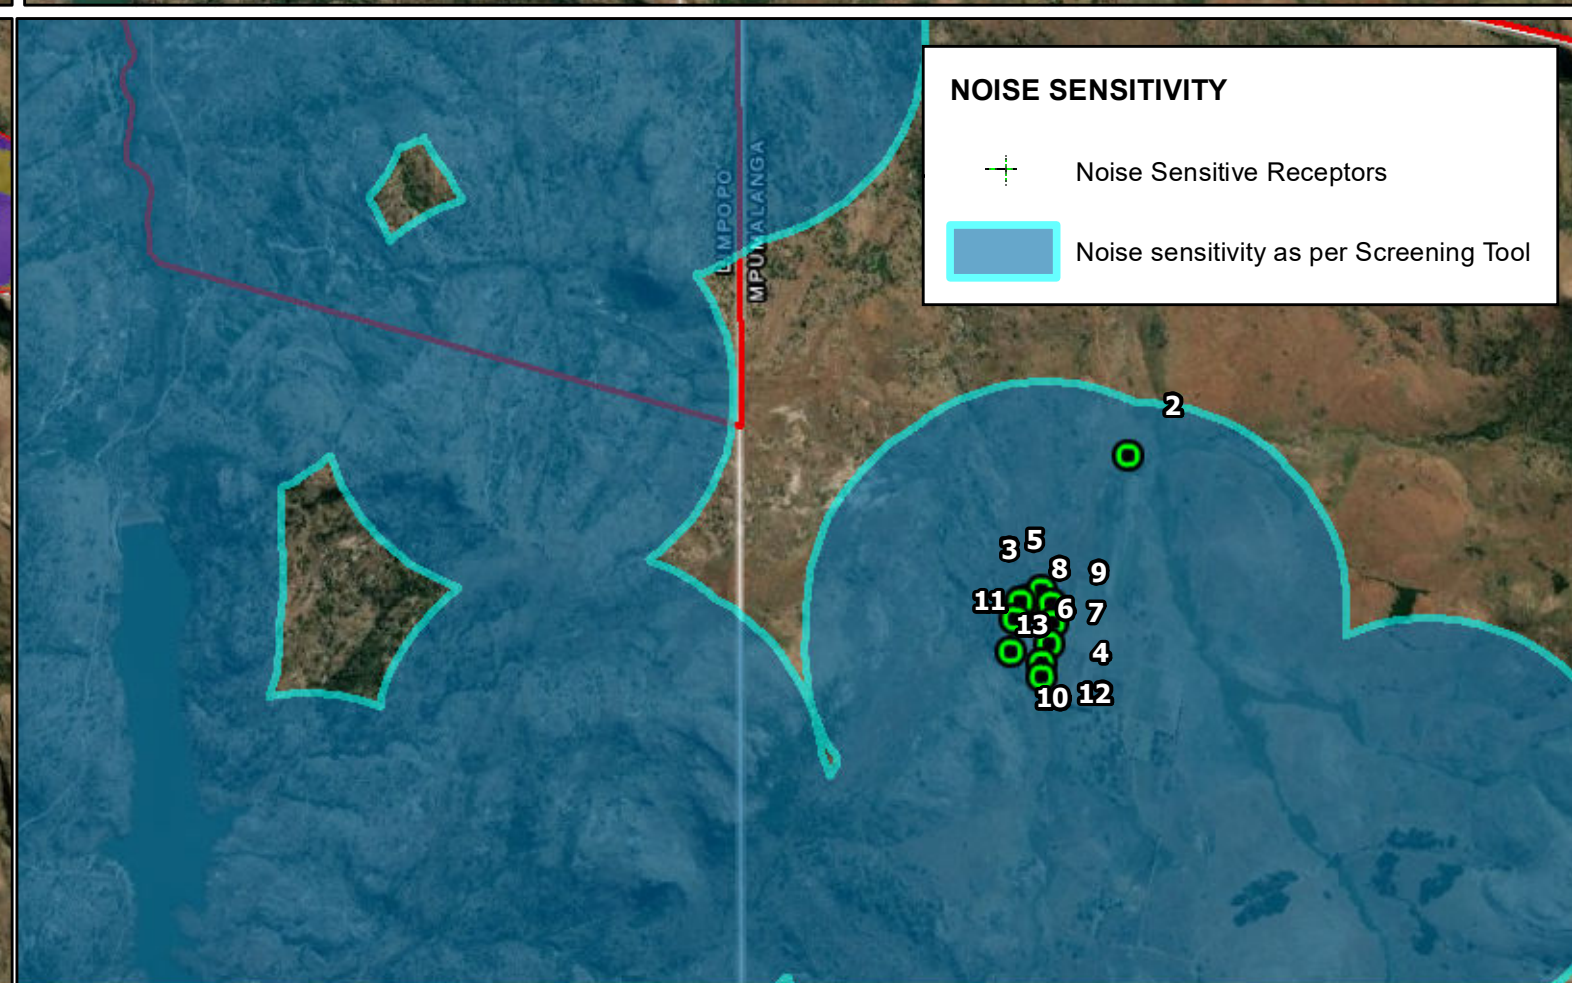 NOISE SENSITIVITY
Noise Sensitive Receptors
Noise sensitivity as per Screening Tool
LIMPOPO
MPUMALANGA
2
5
3
8
9
11
6
7
13
4
12
10